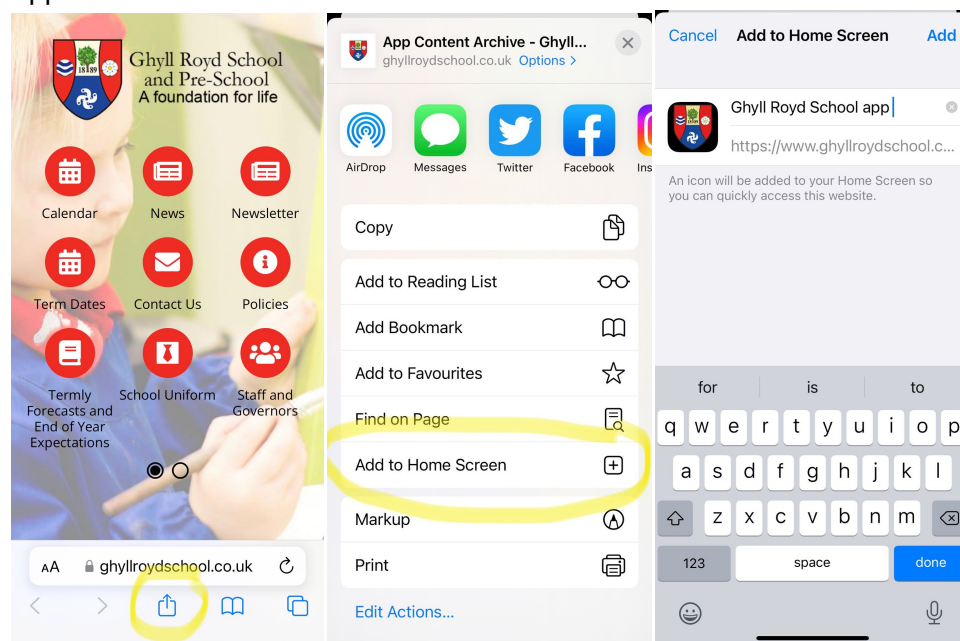 Ghyll Royd School
and Pre-School
A foundation for life
18189
Calendar
News
Newsletter
Term Dates
Contact Us
Policies
Termly
Forecasts and
End of Year
Expectations
School Uniform
Staff and
Governors
AA ghyllroydschool.co.uk
App Content Archive - Ghyll...
ghyllroydschool.co.uk Options >
AirDrop
Messages
Twitter
Facebook
Ins
Copy
Add to Reading List
Add Bookmark
Add to Favourites
Find on Page
Add to Home Screen
Markup
Print
Edit Actions...
Cancel Add to Home Screen Add
Ghyll Royd School app
https://www.ghyllroydschool.c...
An icon will be added to your Home Screen so
you can quickly access this website.
for is to
q w e r t y u i o p
a s d f g h j k l
z x c v b n m
123 space done